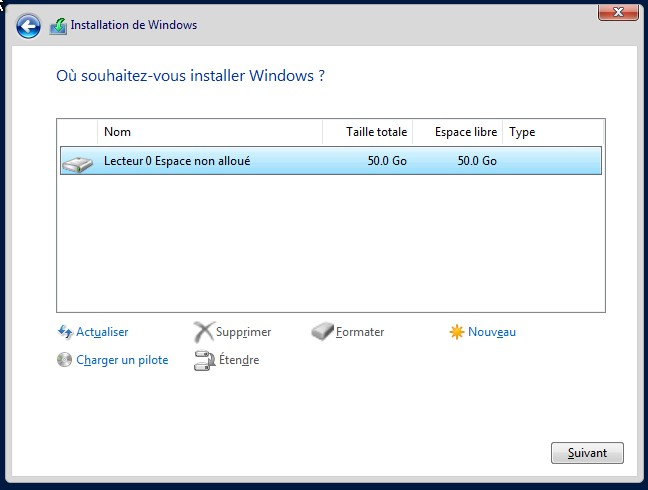 Installation de Windows
Où souhaitez-vous installer Windows ?
Nom Taille totale Espace libre Type
Lecteur 0 Espace non alloué 50.0 Go 50.0 Go
Actualiser Supprimer Formater Nouveau
Charger un pilote Étendre
Suivant